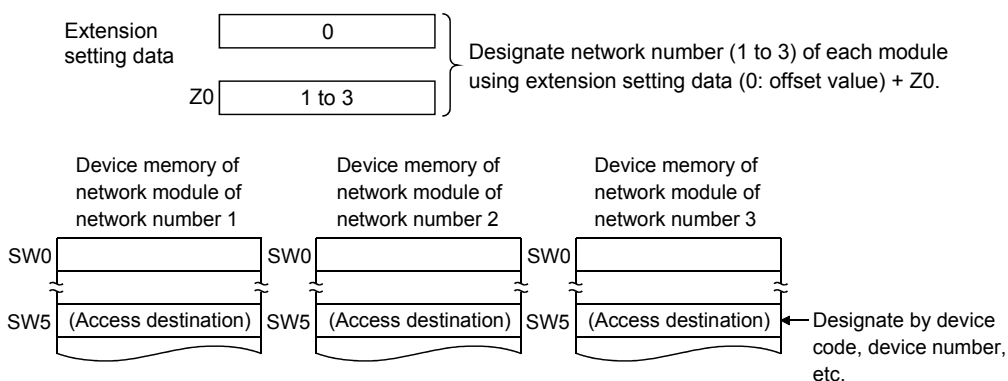 Extension
setting data
0
Z0
1 to 3
Designate network number (1 to 3) of each module
using extension setting data (0: offset value) + Z0.
Device memory of
network module of
network number 1
Device memory of
network module of
network number 2
Device memory of
network module of
network number 3
SW0
SW0
SW0
SW5
(Access destination)
SW5
(Access destination)
SW5
(Access destination)
Designate by device
code, device number,
etc.